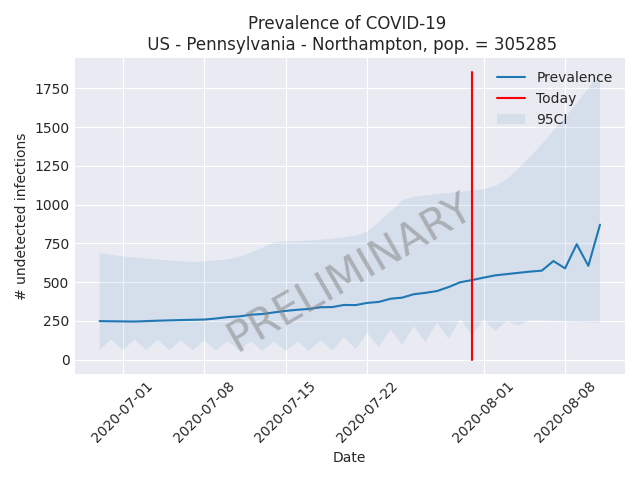 Prevalence of COVID-19
US - Pennsylvania - Northampton, pop. = 305285
# undetected infections
1750
1500
1250
1000
750
500
250
0
Prevalence
Today
95CI
PRELIMINARY
2020-07-01
2020-07-08
2020-07-15
2020-07-22
2020-08-01
2020-08-08
Date